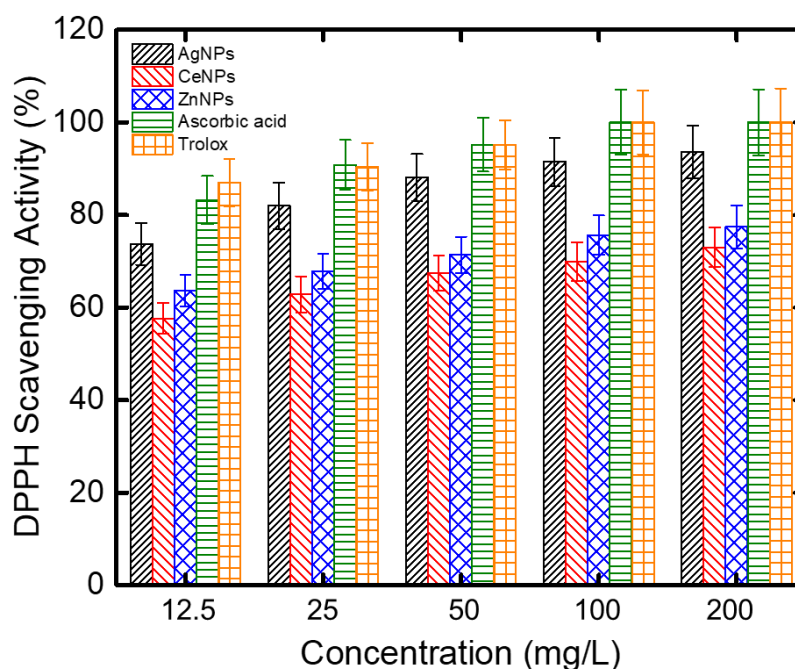 120
100
80
60
40
20
0
DPPH Scavenging Activity (%)
AgNPs
CeNPs
ZnNPs
Ascorbic acid
Trolox
12.5 25 50 100 200
Concentration (mg/L)